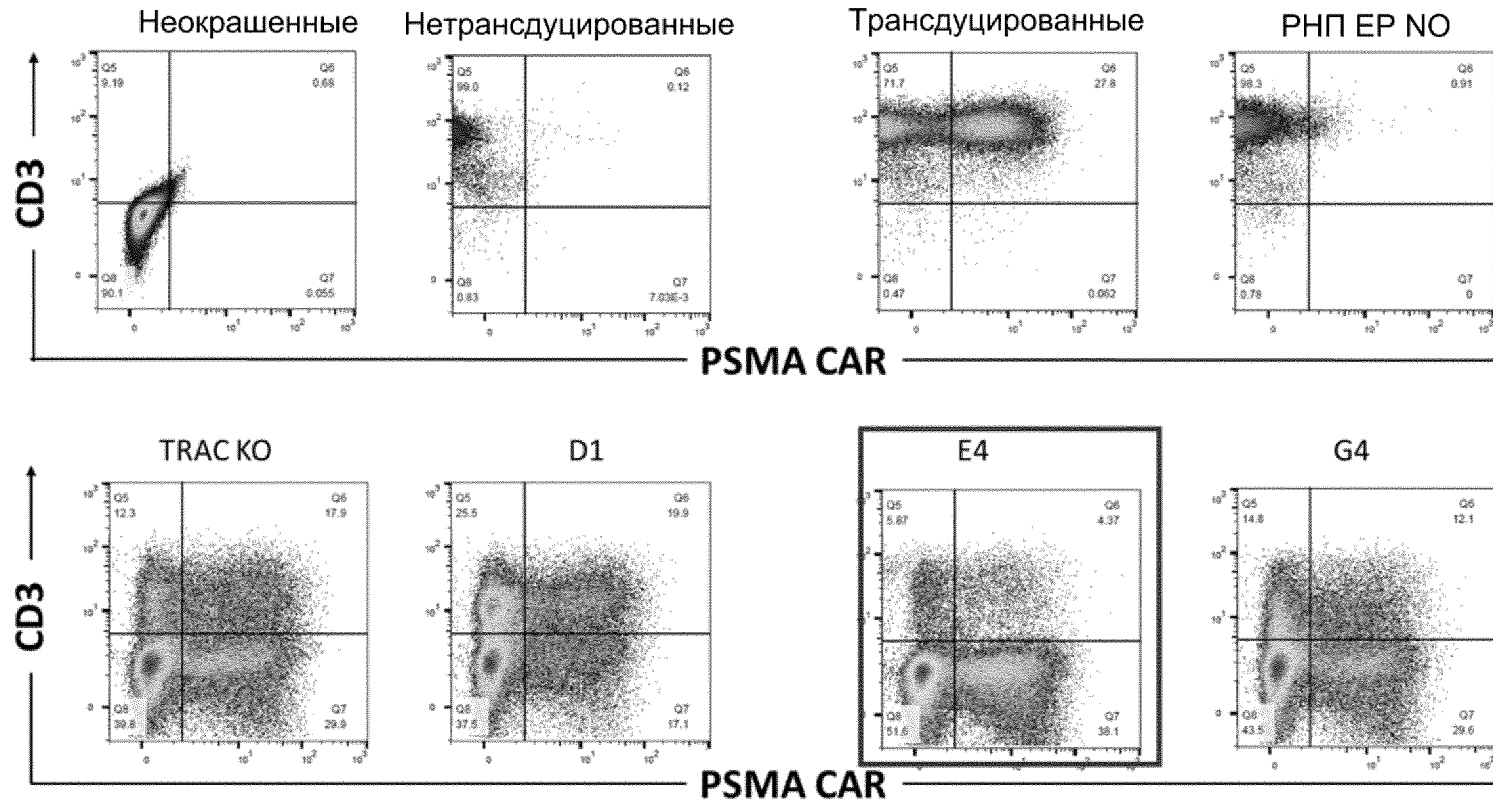 Неокрашенные
Нетрансдуцированные
Трансдуцированные
РНП EP NO
CD3
Q5
9.19
Q6
0.68
Q8
90.1
Q7
0.055
Q5
99.0
Q6
0.12
Q8
0.83
Q7
7.03E-3
Q5
71.7
Q6
27.8
Q8
0.47
Q7
0.062
Q5
98.3
Q6
0.91
Q8
0.78
Q7
0
PSMA CAR
TRAC KO
D1
E4
G4
CD3
Q5
12.3
Q6
17.9
Q8
39.8
Q7
29.9
Q5
25.5
Q6
19.9
Q8
37.5
Q7
17.1
Q5
5.87
Q6
4.37
Q8
51.6
Q7
38.1
Q5
14.8
Q6
12.1
Q8
43.5
Q7
29.6
PSMA CAR